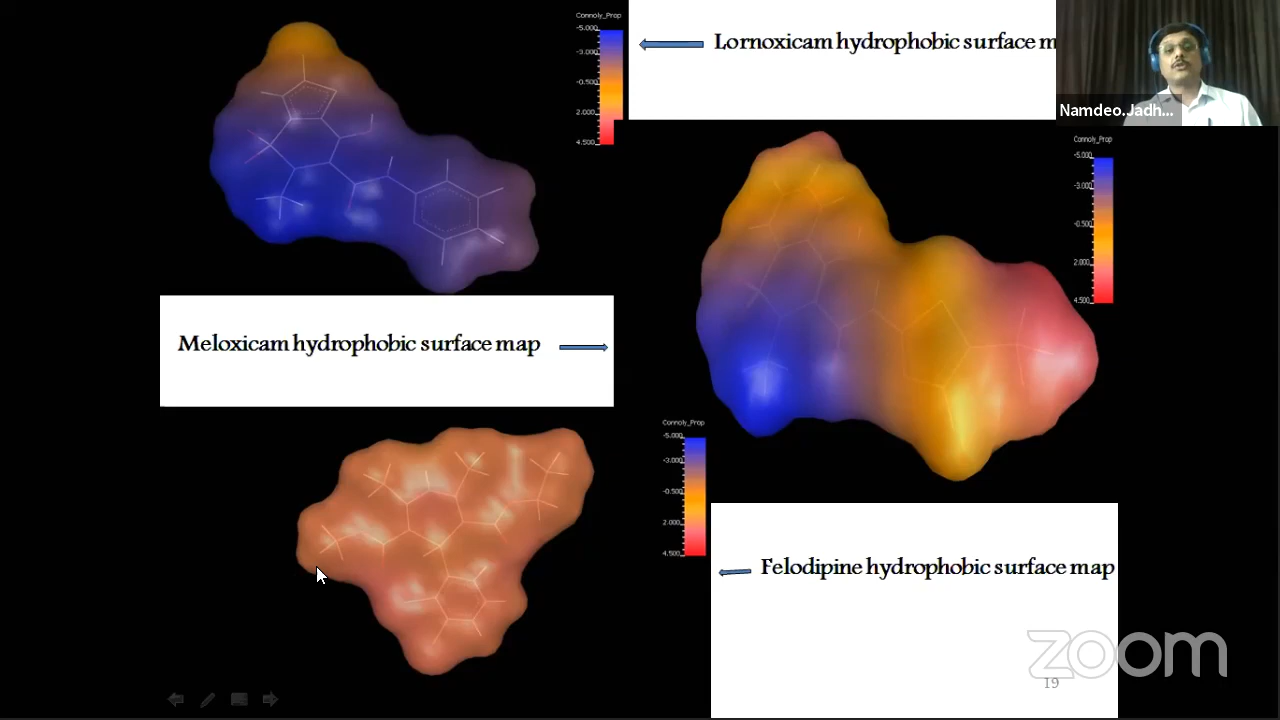 Connoly_Prop
-5.000
-3.000
-0.500
2.000
4.500
Lornoxicam hydrophobic surface m
Namdeo.Jadh...
Connoly_Prop
-5.000
-3.000
-0.500
2.000
4.500
Meloxicam hydrophobic surface map
Connoly_Prop
-5.000
-3.000
-0.500
2.000
4.500
Felodipine hydrophobic surface map
zoom
19